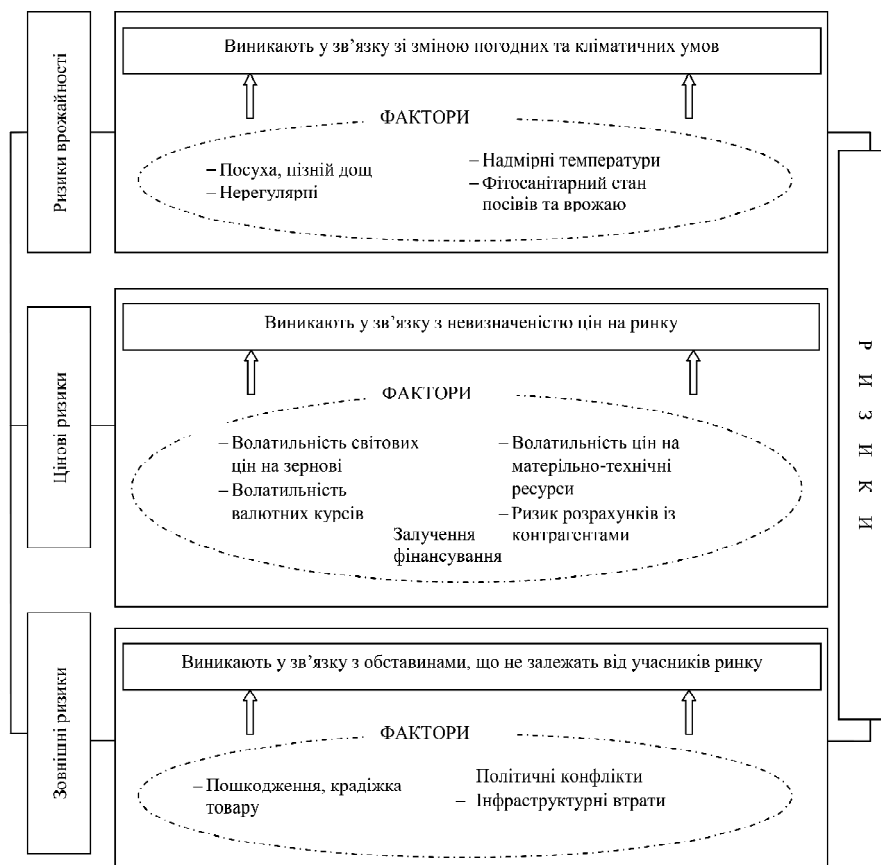 Ризики врожайності
Виникають у зв’язку зі зміною погодних та кліматичних умов
ФАКТОРИ
– Посуха, пізній дощ
– Нерегулярні
– Надмірні температури
– Фітосанітарний стан
посівів та врожаю
Цінові ризики
Виникають у зв’язку з невизначеністю цін на ринку
ФАКТОРИ
– Волатильність світових
цін на зернові
– Волатильність
валютних курсів
– Волатильність цін на
матерільно-технічні
ресурси
– Ризик розрахунків із
контрагентами
Залучення
фінансування
Зовнішні ризики
Виникають у зв’язку з обставинами, що не залежать від учасників ринку
ФАКТОРИ
– Пошкодження, крадіжка
товару
Політичні конфлікти
– Інфраструктурні втрати
Р И З И К И